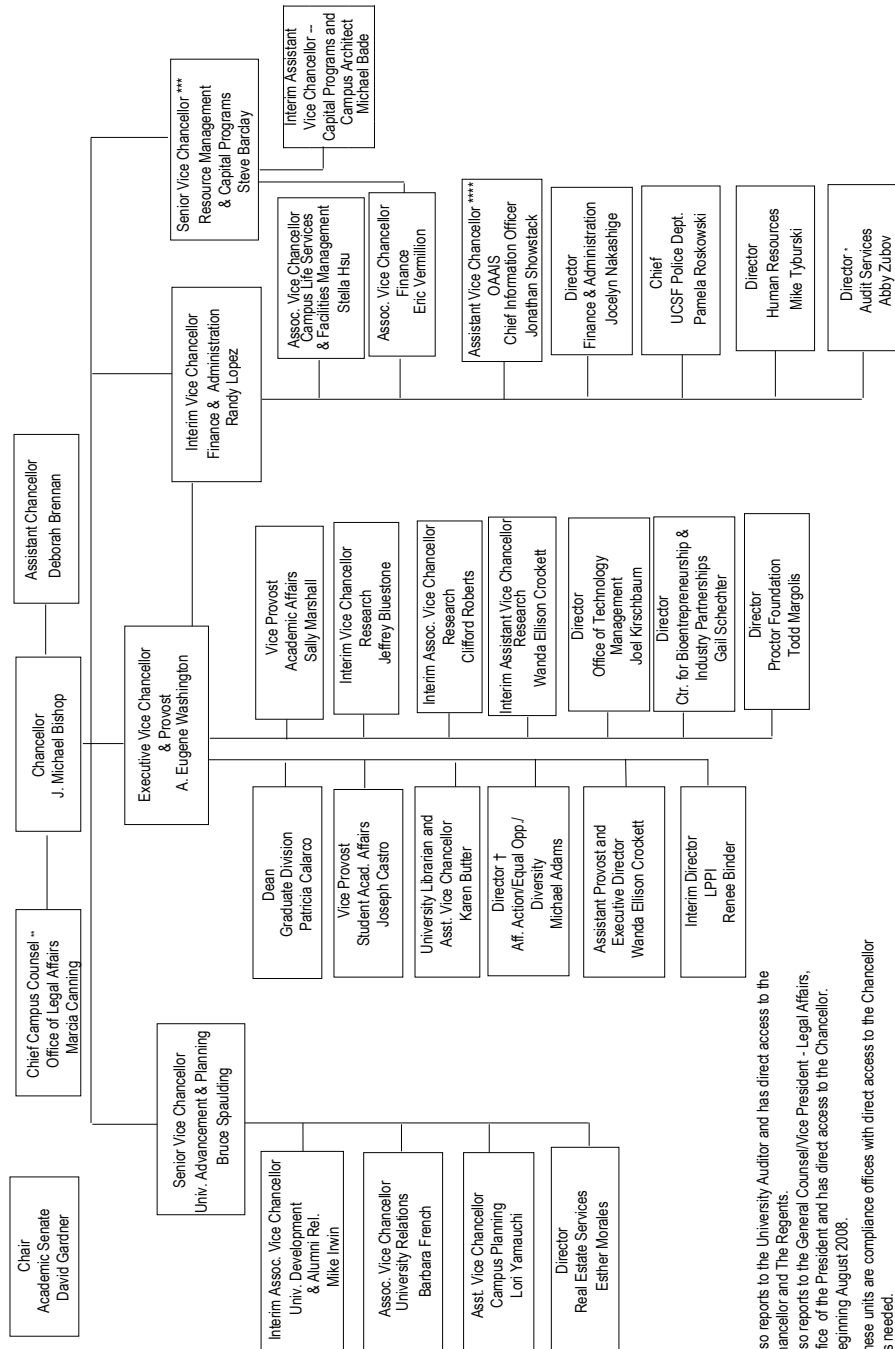 Chair
Academic Senate
David Gardner
Chief Campus Counsel **
Office of Legal Affairs
Marcia Canning
Chancellor
J. Michael Bishop
Assistant Chancellor
Deborah Brennan
Senior Vice Chancellor
Univ. Advancement & Planning
Bruce Spaulding
Executive Vice Chancellor
& Provost
A. Eugene Washington
Interim Vice Chancellor
Finance & Administration
Randy Lopez
Senior Vice Chancellor ***
Resource Management
& Capital Programs
Steve Barclay
Interim Assoc. Vice Chancellor
Univ. Development
& Alumni Rel.
Mike Irwin
Assoc. Vice Chancellor
University Relations
Barbara French
Asst. Vice Chancellor
Campus Planning
Lori Yamauchi
Director
Real Estate Services
Esther Morales
Dean
Graduate Division
Patricia Calarco
Vice Provost
Student Acad. Affairs
Joseph Castro
University Librarian and
Asst. Vice Chancellor
Karen Butter
Director †
Aff. Action/Equal Opp./
Diversity
Michael Adams
Assistant Provost and
Executive Director
Wanda Ellison Crockett
Interim Director
LPPI
Renee Binder
Vice Provost
Academic Affairs
Sally Marshall
Interim Vice Chancellor
Research
Jeffrey Bluestone
Interim Assoc. Vice Chancellor
Research
Clifford Roberts
Interim Assistant Vice Chancellor
Research
Wanda Ellison Crockett
Director
Office of Technology
Management
Joel Kirschbaum
Director
Ctr. for Bioentrepreneurship &
Industry Partnerships
Gail Schechter
Director
Proctor Foundation
Todd Margolis
Assoc. Vice Chancellor
Campus Life Services
& Facilities Management
Stella Hsu
Assoc. Vice Chancellor
Finance
Eric Vermillion
Assistant Vice Chancellor ****
OAAIS
Chief Information Officer
Jonathan Showstack
Director
Finance & Administration
Jocelyn Nakashige
Chief
UCSF Police Dept.
Pamela Roskowski
Director
Human Resources
Mike Tyburski
Director *
Audit Services
Abby Zubov
Interim Assistant
Vice Chancellor –
Capital Programs and
Campus Architect
Michael Bade
so reports to the University Auditor and has direct access to the
ancellor and The Regents.
so reports to the General Counsel/Vice President - Legal Affairs,
fice of the President and has direct access to the Chancellor.
eginning August 2008.
nese units are compliance offices with direct access to the Chancellor
s needed.